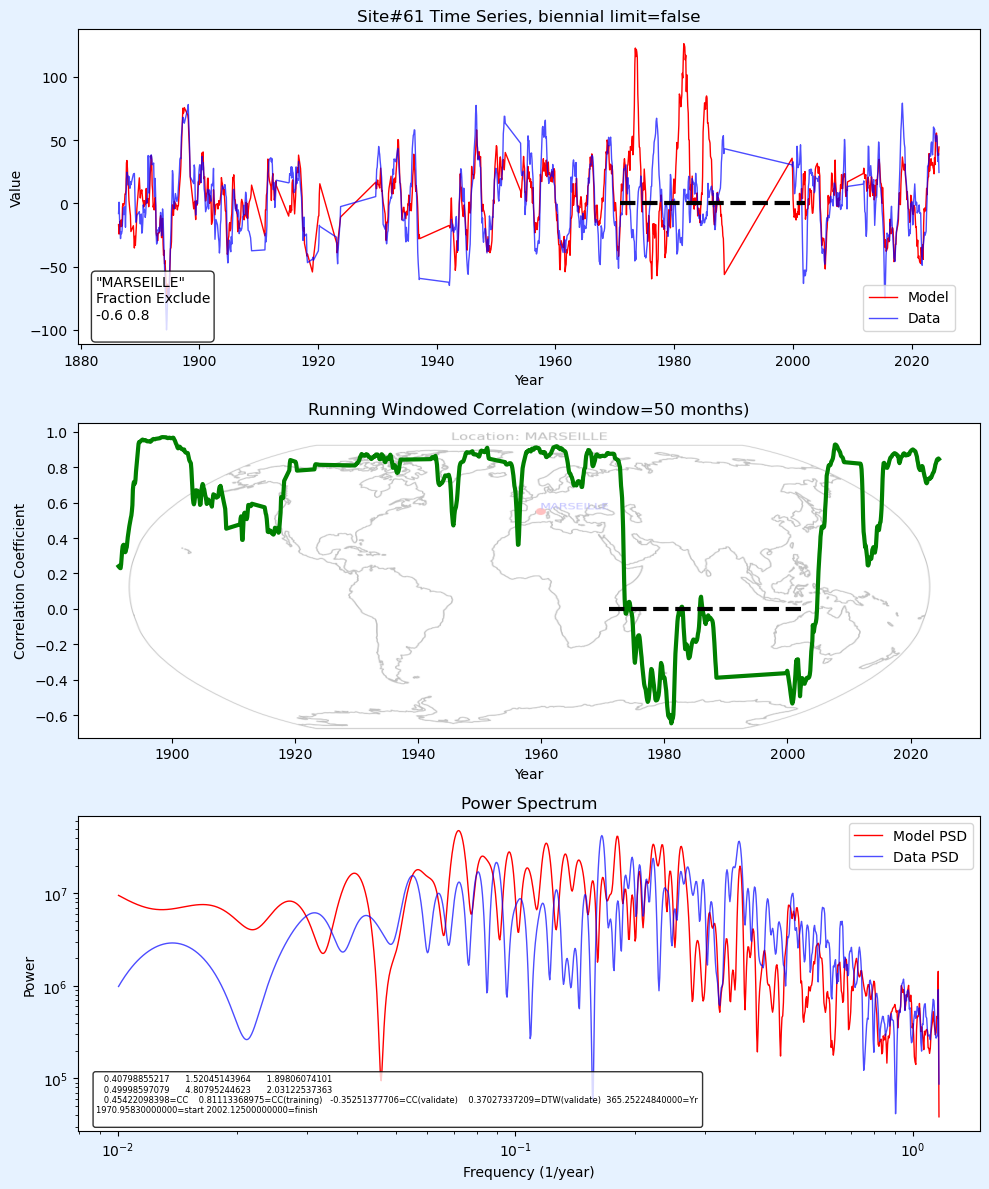 Site#61 Time Series, biennial limit=false
Value
100
50
0
−50
−100
"MARSEILLE"
Fraction Exclude
-0.6 0.8
Model
Data
1880 1900 1920 1940 1960 1980 2000 2020
Year
Running Windowed Correlation (window=50 months)
Location: MARSEILLE
MARSEILLE
Correlation Coefficient
1.0
0.8
0.6
0.4
0.2
0.0
−0.2
−0.4
−0.6
1900 1920 1940 1960 1980 2000 2020
Year
Power Spectrum
Model PSD
Data PSD
Power
10⁷
10⁶
10⁵
0.40798855217 1.52045143964 1.89806074101
0.49998597079 4.80795244623 2.03122537363
0.45422098398=CC 0.81113368975=CC(training) -0.35251377706=CC(validate) 0.37027337209=DTW(validate) 365.25224840000=Yr
1970.95830000000=start 2002.12500000000=finish
10⁻² 10⁻¹ 10⁰
Frequency (1/year)